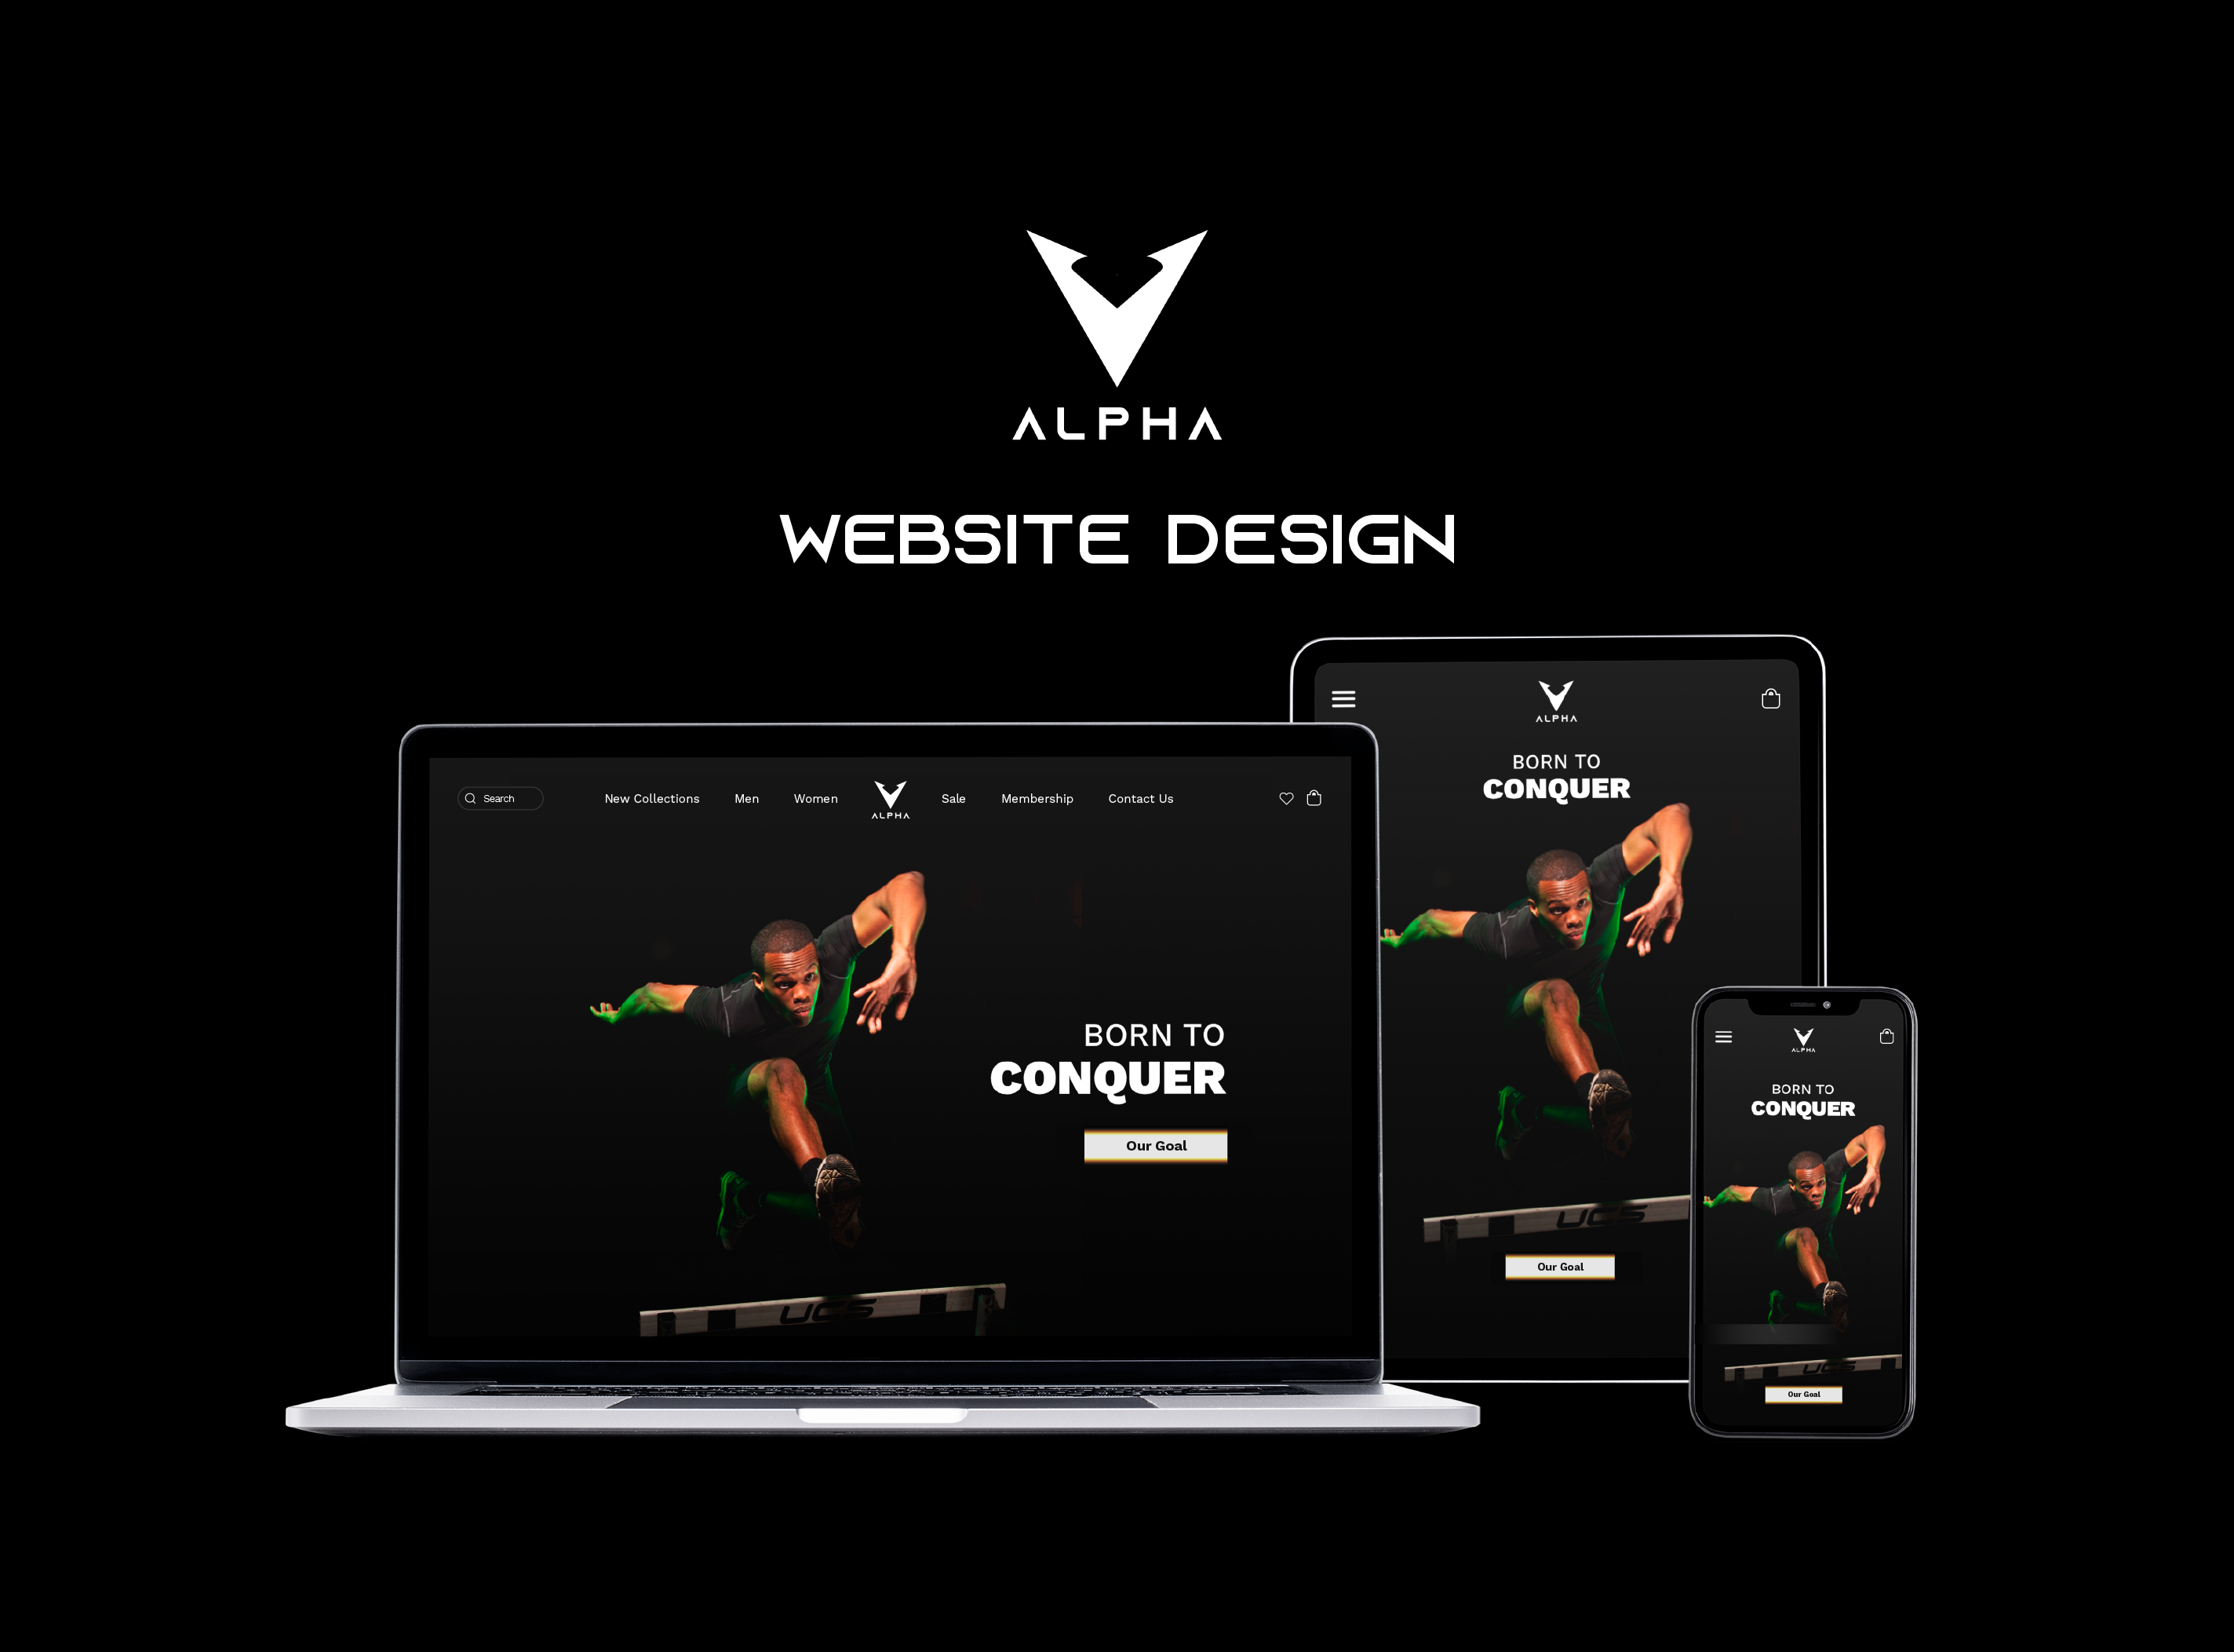 ALPHA
WEBSITE DESIGN
Search
New Collections
Men
Women
ALPHA
Sale
Membership
Contact Us
BORN TO
CONQUER
Our Goal
UCS
ALPHA
BORN TO
CONQUER
UCS
Our Goal
ALPHA
BORN TO
CONQUER
UCS
Our Goal